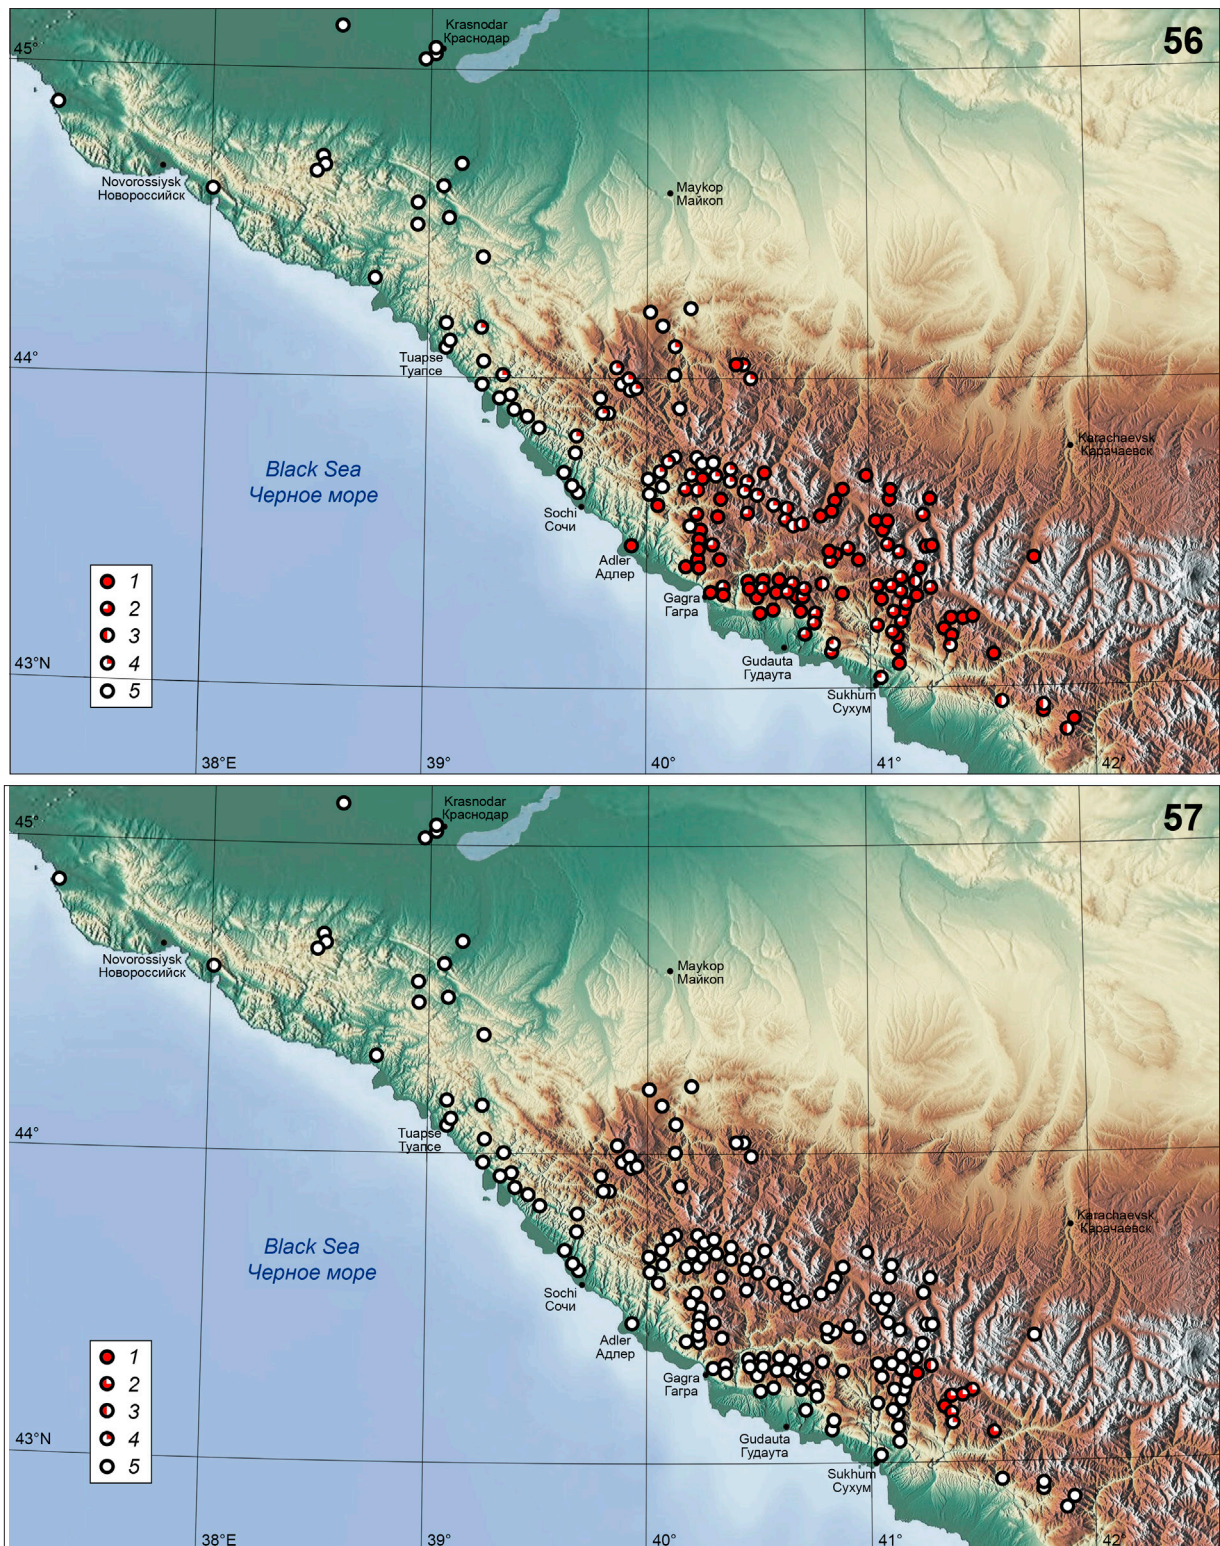 56
Krasnodar
Краснодар
45°
Novorossiysk
Новороссийск
Maykop
Майкоп
44°
Tuapse
Туапсе
Karachaevsk
Карачаевск
Black Sea
Черное море
Sochi
Сочи
Adler
Адлер
1
2
3
4
5
Gagra
Гагра
43°N
Gudauta
Гудаута
Sukhum
Сухум
38°E
39°
40°
41°
42°
57
Krasnodar
Краснодар
45°
Novorossiysk
Новороссийск
Maykop
Майкоп
44°
Tuapse
Туапсе
Karachaevsk
Карачаевск
Black Sea
Черное море
Sochi
Сочи
Adler
Адлер
1
2
3
4
5
Gagra
Гагра
43°N
Gudauta
Гудаута
Sukhum
Сухум
38°E
39°
40°
41°
42°